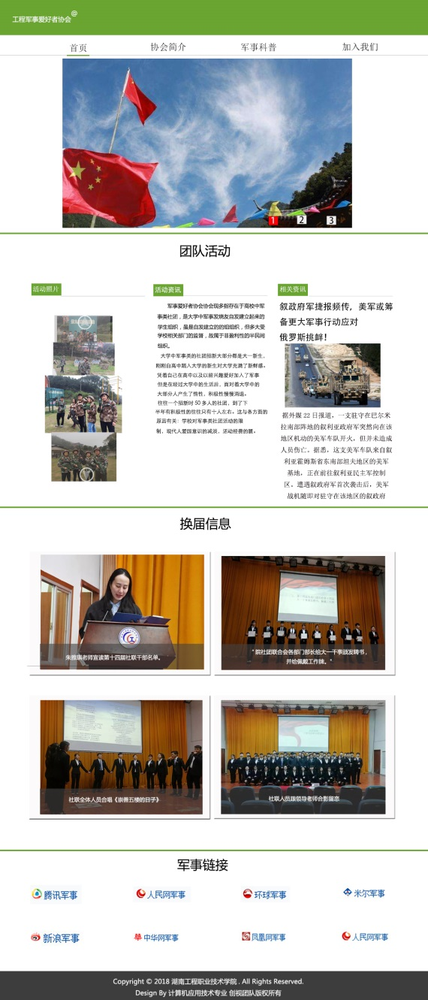 工程军事爱好者协会@
首页
协会简介
军事科普
加入我们
1 2 3
团队活动
活动照片
活动资讯
军事爱好者协会协会现多指存在于高校中军
事类社团，是大学中军事发烧友自发建立起来的
学生组织，虽是自发建立的的组组织，但多大受
学校相关部门的监督，故属于非盈利性的半民间
组织。
大学中军事类的社团招新大部分都是大一新生，
刚刚自高中踏入大学的新生对大学充满了新鲜感。
凭着自己在高中以及以前兴趣爱好加入了军事
但是在经过大学中的生活后，面对着大学中的
大部分人产生了惰性，积极性慢慢消退。
往往一个招新时 50 多人的社团，到了下
半年有积极性的往往只有十人左右。这与各方面的
原因有关：学校对军事类社团活动的限
制，现代人爱国意识的减淡，活动经费的匮。
相关资讯
叙政府军捷报频传，美军或筹
备更大军事行动应对
俄罗斯挑衅！
据外媒 22 日报道，一支驻守在巴尔米
拉南部阵地的叙利亚政府军突然向在该
地区机动的美军车队开火，但并未造成
人员伤亡。据悉，这支美军车队来自叙
利亚霍姆斯省东南部坦夫地区的美军
基地，正在前往叙利亚民主军控制
区。遭遇叙政府军首次袭击后，美军
战机随即对驻守在该地区的叙政府
换届信息
朱雅琪老师宣读第十四届社联干部名单。
"院社团联合会各部门部长给大一干事颁发聘书，
并给佩戴工作牌。"
社联全体人员合唱《崇善五楼的日子》
社联人员跟领导老师合影留恋
军事链接
腾讯军事
人民网军事
环球军事
米尔军事
新浪军事
中华网军事
凤凰网军事
人民网军事
Copyright © 2018 湖南工程职业技术学院 . All Rights Reserved.
Design By 计算机应用技术专业 创视团队版权所有